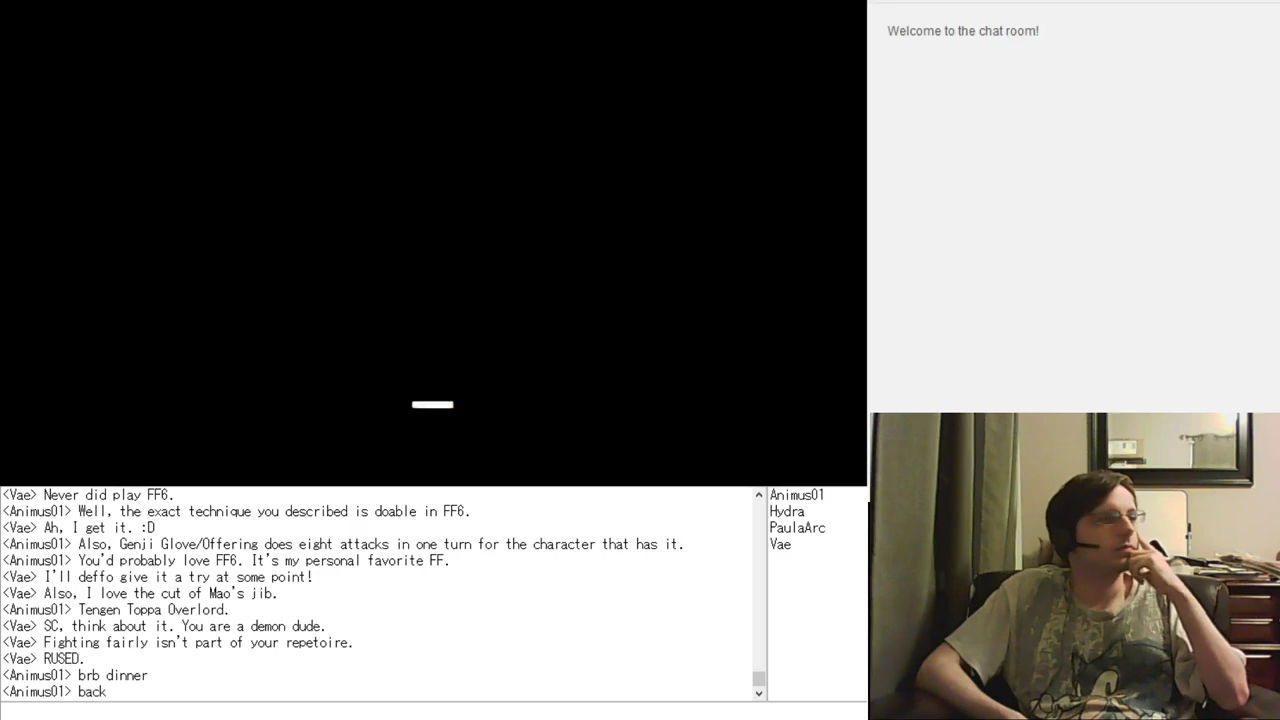 Welcome to the chat room!
<Vae> Never did play FF6.
<Animus01> Well, the exact technique you described is doable in FF6.
<Vae> Ah, I get it. :D
<Animus01> Also, Genji Glove/Offering does eight attacks in one turn for the character that has it.
<Animus01> You'd probably love FF6. It's my personal favorite FF.
<Vae> I'll deffo give it a try at some point!
<Vae> Also, I love the cut of Mao's jib.
<Animus01> Tengen Toppa Overlord.
<Vae> SC, think about it. You are a demon dude.
<Vae> Fighting fairly isn't part of your repetoire.
<Vae> RUSED.
<Animus01> brb dinner
<Animus01> back
Animus01
Hydra
PaulaArc
Vae